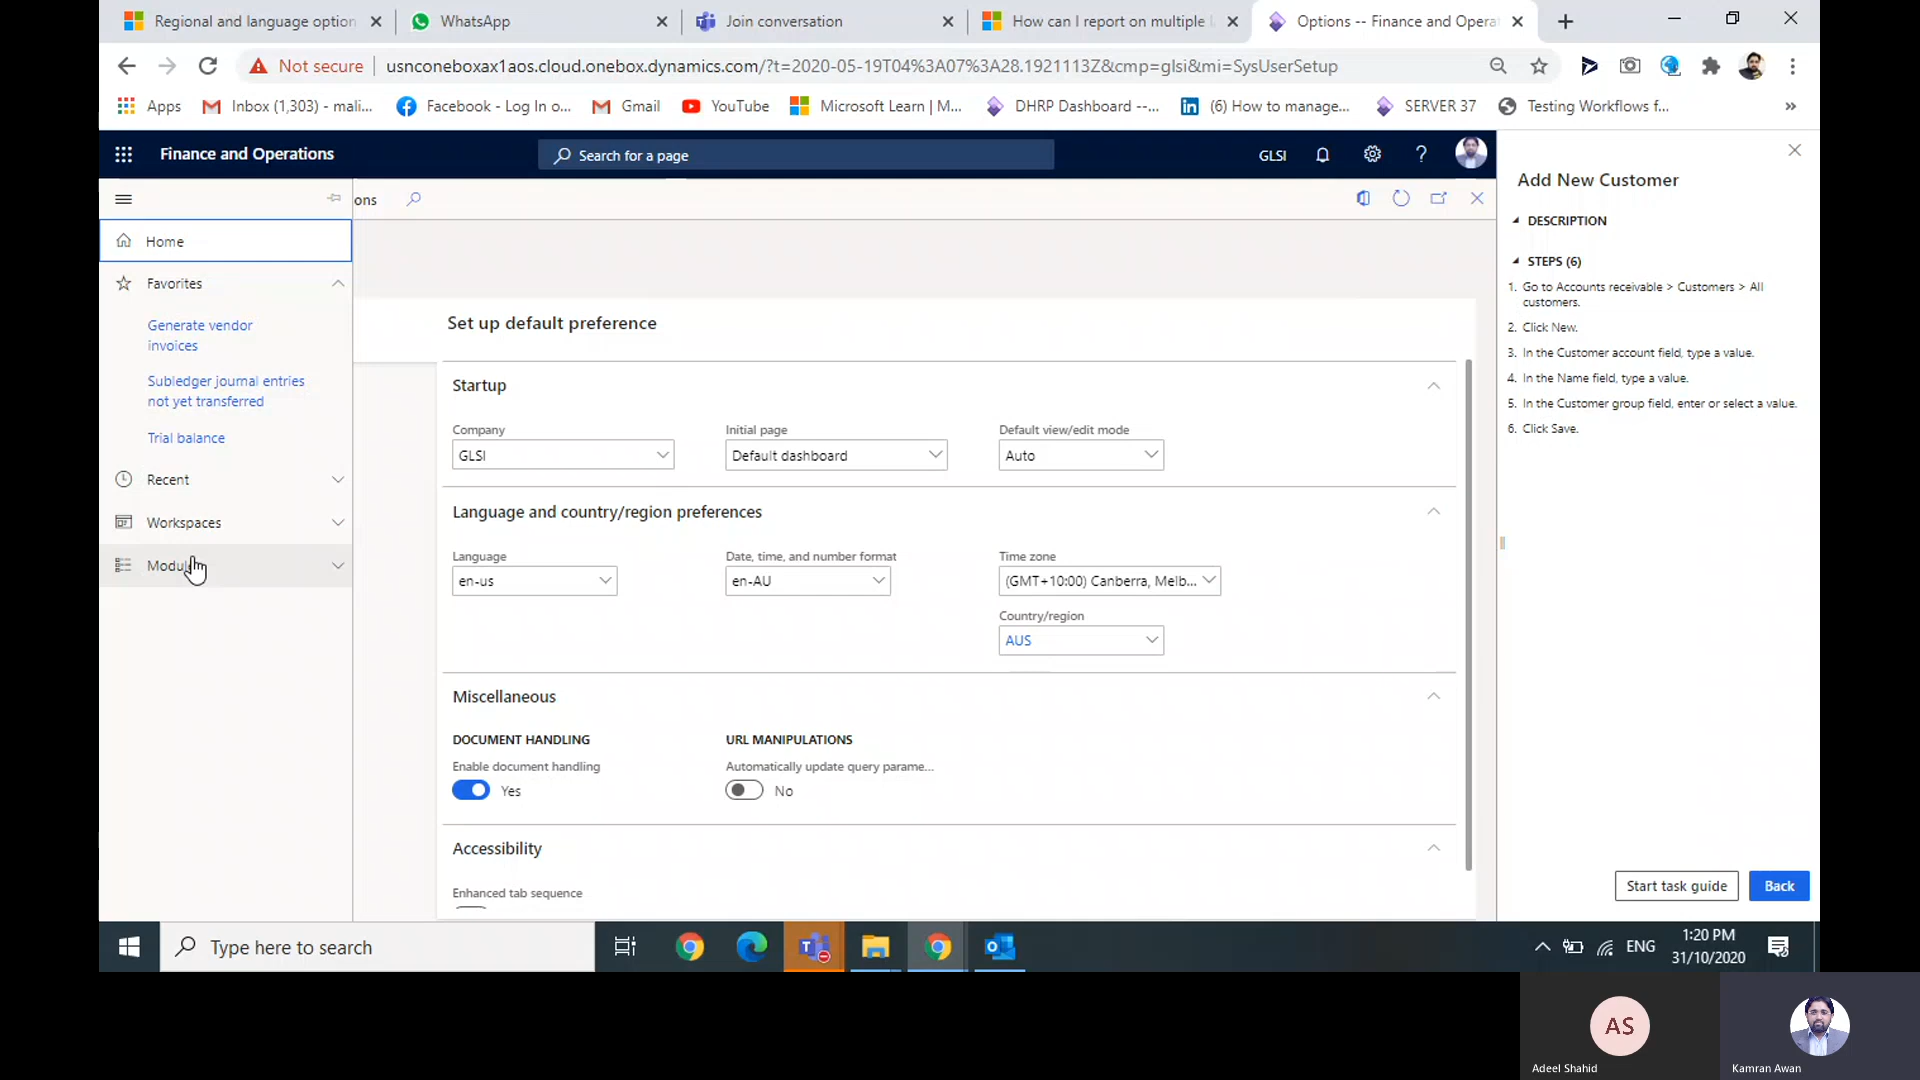 Regional and language option
WhatsApp
Join conversation
How can I report on multiple
Options -- Finance and Opera
Not secure
usnconeboxax1aos.cloud.onebox.dynamics.com/?t=2020-05-19T04%3A07%3A28.1921113Z&cmp=glsi&mi=SysUserSetup
Apps
Inbox (1,303) - mali...
Facebook - Log In o...
Gmail
YouTube
Microsoft Learn | M...
DHRP Dashboard --...
(6) How to manage...
SERVER 37
Testing Workflows f...
»
Finance and Operations
Search for a page
GLSI
?
ons
Home
Favorites
Generate vendor
invoices
Subledger journal entries
not yet transferred
Trial balance
Recent
Workspaces
Modul
Set up default preference
Startup
Company
Initial page
Default view/edit mode
GLSI
Default dashboard
Auto
Language and country/region preferences
Language
Date, time, and number format
Time zone
en-us
en-AU
(GMT+10:00) Canberra, Melb...
Country/region
AUS
Miscellaneous
DOCUMENT HANDLING
URL MANIPULATIONS
Enable document handling
Automatically update query parame...
Yes
No
Accessibility
Enhanced tab sequence
Add New Customer
DESCRIPTION
STEPS (6)
1. Go to Accounts receivable > Customers > All
customers.
2. Click New.
3. In the Customer account field, type a value.
4. In the Name field, type a value.
5. In the Customer group field, enter or select a value.
6. Click Save.
Start task guide
Back
Type here to search
ENG
1:20 PM
31/10/2020
AS
Adeel Shahid
Kamran Awan